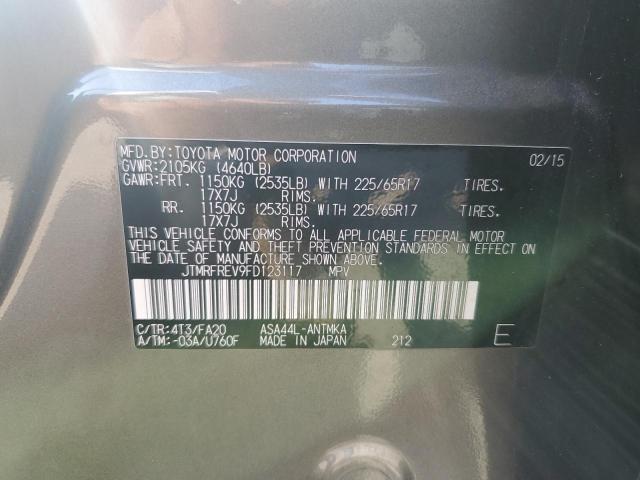 MFD.BY:TOYOTA MOTOR CORPORATION 02/15
GVWR:2105KG (4640LB)
GAWR:FRT. 1150KG (2535LB) WITH 225/65R17 TIRES.
17X7J RIMS.
RR. 1150KG (2535LB) WITH 225/65R17 TIRES.
17X7J RIMS.
THIS VEHICLE CONFORMS TO ALL APPLICABLE FEDERAL MOTOR
VEHICLE SAFETY AND THEFT PREVENTION STANDARDS IN EFFECT ON
THE DATE OF MANUFACTURE SHOWN ABOVE.
JTMRFREV9FD123117 MPV
C/TR:4T3/FA20 ASA44L-ANTMKA
A/TM:-03A/U760F MADE IN JAPAN 212 E